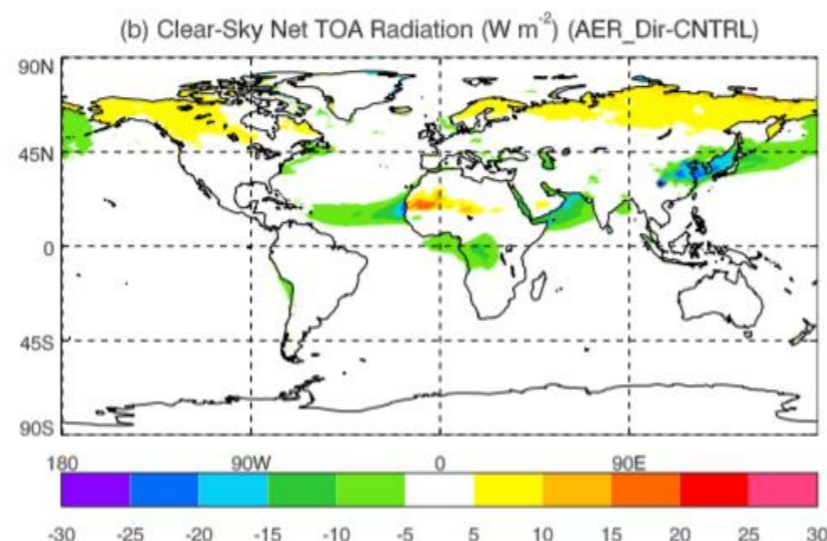 (b) Clear-Sky Net TOA Radiation (W m⁻²) (AER_Dir-CNTRL)
90N
45N
0
45S
90S
180 90W 0 90E
-30 -25 -20 -15 -10 -5 5 10 15 20 25 30